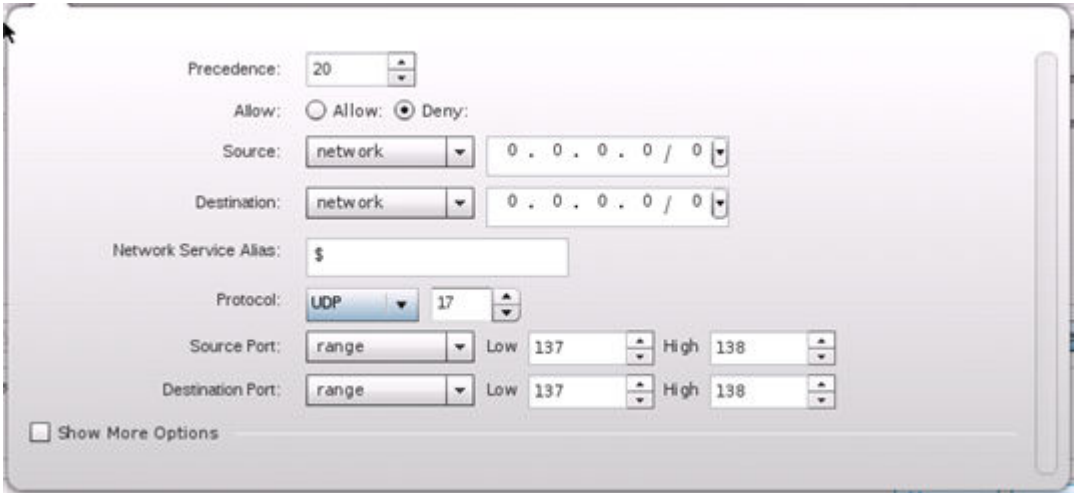 Precedence: 20
Allow: Allow: Deny:
Source: network 0 . 0 . 0 . 0 / 0
Destination: network 0 . 0 . 0 . 0 / 0
Network Service Alias: $
Protocol: UDP 17
Source Port: range Low 137 High 138
Destination Port: range Low 137 High 138
Show More Options